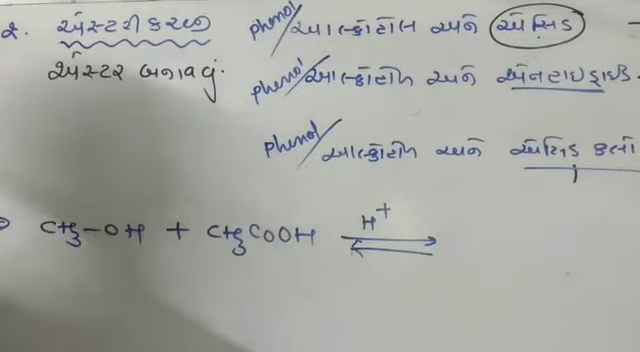 2. એસ્ટરીકરણ phenol/આલ્કોહોલ અને એસિડ
એસ્ટર બનાવવું. phenol/આલ્કોહોલ અને એનહાઇડ્રાઇડ.
phenol/આલ્કોહોલ અને એસિડ કલો
CH₃-OH + CH₃COOH H⁺ ⇌